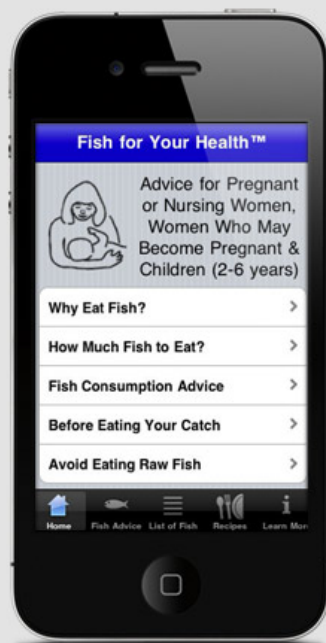 Fish for Your Health™
Advice for Pregnant
or Nursing Women,
Women Who May
Become Pregnant &
Children (2-6 years)
Why Eat Fish?
How Much Fish to Eat?
Fish Consumption Advice
Before Eating Your Catch
Avoid Eating Raw Fish
Home Fish Advice List of Fish Recipes Learn Mor